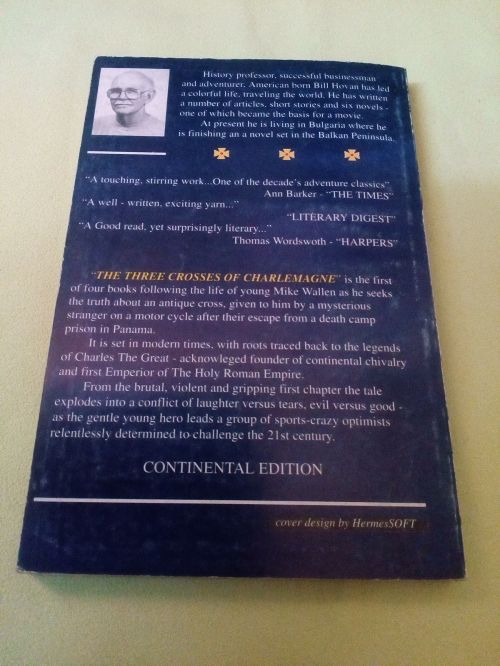 History professor, successful businessman
and adventurer, American born Bill Hovan has led
a colorful life, traveling the world. He has written
a number of articles, short stories and six novels -
one of which became the basis for a movie.
At present he is living in Bulgaria where he
is finishing an a novel set in the Balkan Peninsula.
"A touching, stirring work...One of the decade's adventure classics"
Ann Barker - "THE TIMES"
"A well - written, exciting yarn..."
"LITERARY DIGEST"
"A Good read, yet surprisingly literary..."
Thomas Wordswoth - "HARPERS"
"THE THREE CROSSES OF CHARLEMAGNE" is the first
of four books following the life of young Mike Wallen as he seeks
the truth about an antique cross, given to him by a mysterious
stranger on a motor cycle after their escape from a death camp
prison in Panama.
It is set in modern times, with roots traced back to the legends
of Charles The Great - acknowleged founder of continental chivalry
and first Emperior of The Holy Roman Empire.
From the brutal, violent and gripping first chapter the tale
explodes into a conflict of laughter versus tears, evil versus good -
as the gentle young hero leads a group of sports-crazy optimists
relentlessly determined to challenge the 21st century.
CONTINENTAL EDITION
cover design by HermesSOFT